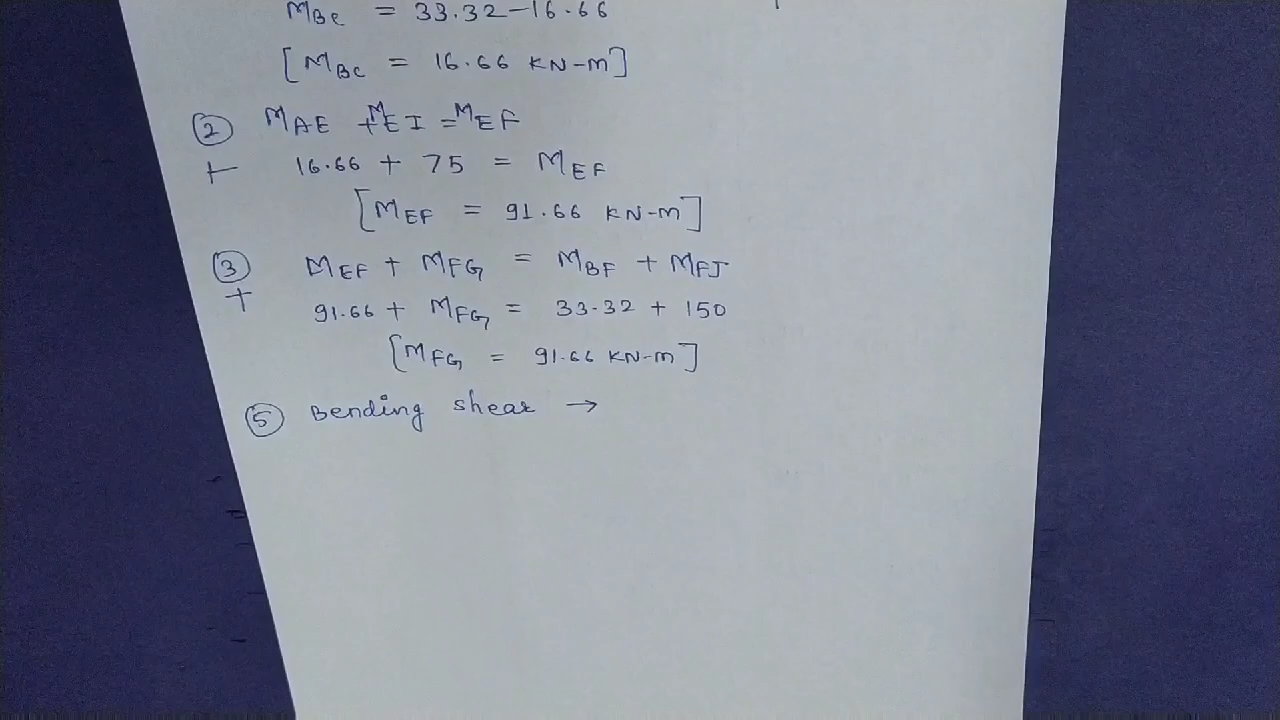 MBC = 33.32-16.66
[MBC = 16.66 KN-m]
② MAE + MEI = MEF
+ 16.66 + 75 = MEF
[MEF = 91.66 KN-m]
③ MEF + MFG = MBF + MFJ
+ 91.66 + MFG = 33.32 + 150
[MFG = 91.66 KN-m]
⑤ Bending shear →